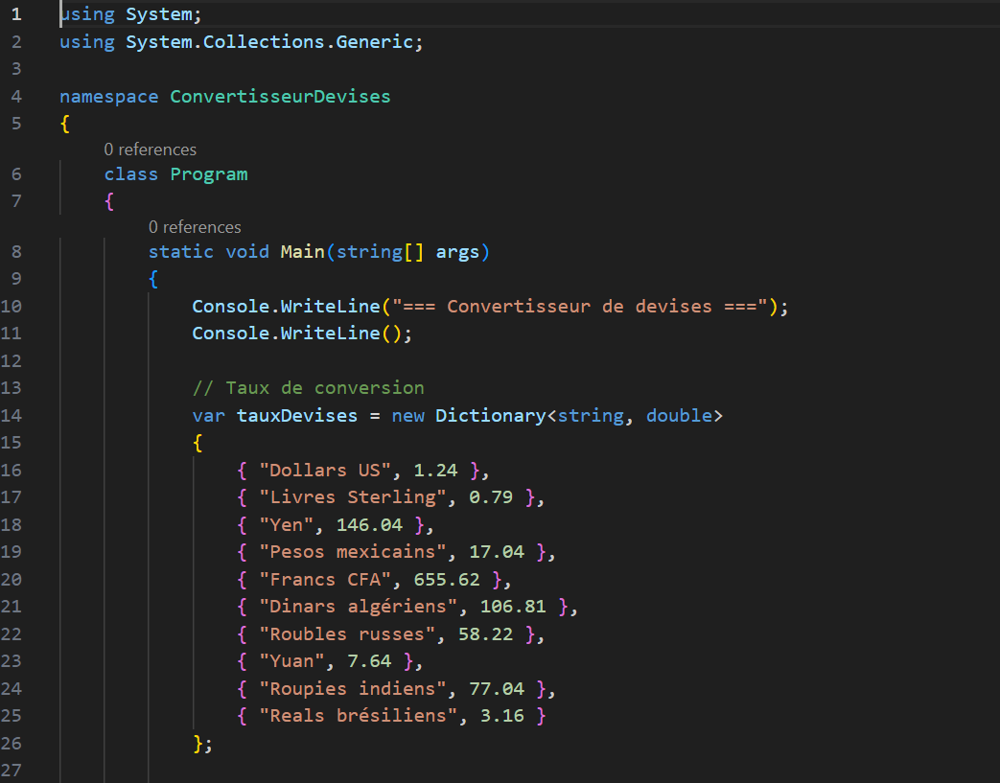 1 using System;
2 using System.Collections.Generic;
3
4 namespace ConvertisseurDevises
5 {
0 references
6 class Program
7 {
0 references
8 static void Main(string[] args)
9 {
10 Console.WriteLine("=== Convertisseur de devises ===");
11 Console.WriteLine();
12
13 // Taux de conversion
14 var tauxDevises = new Dictionary<string, double>
15 {
16 { "Dollars US", 1.24 },
17 { "Livres Sterling", 0.79 },
18 { "Yen", 146.04 },
19 { "Pesos mexicains", 17.04 },
20 { "Francs CFA", 655.62 },
21 { "Dinars algériens", 106.81 },
22 { "Roubles russes", 58.22 },
23 { "Yuan", 7.64 },
24 { "Roupies indiens", 77.04 },
25 { "Reals brésiliens", 3.16 }
26 };
27